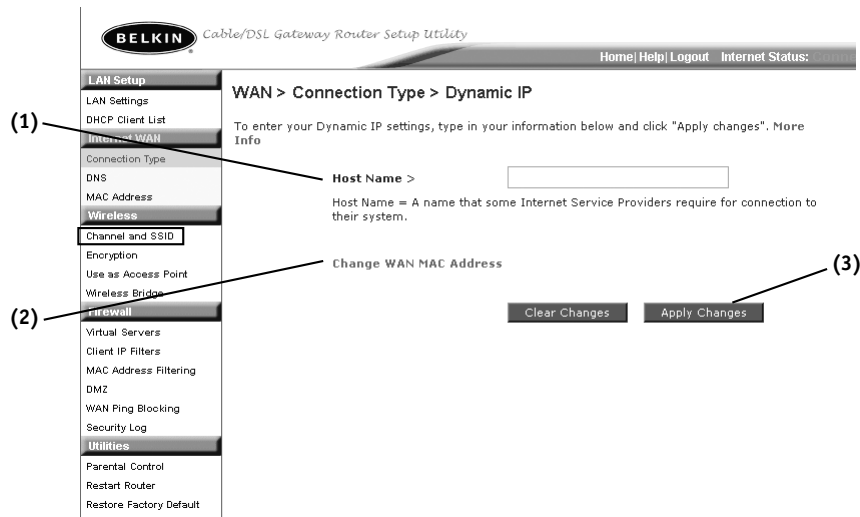 BELKIN
Cable/DSL Gateway Router Setup Utility
Home| Help| Logout Internet Status:
LAN Setup
LAN Settings
DHCP Client List
Internet WAN
Connection Type
DNS
MAC Address
Wireless
Channel and SSID
Encryption
Use as Access Point
Wireless Bridge
Firewall
Virtual Servers
Client IP Filters
MAC Address Filtering
DMZ
WAN Ping Blocking
Security Log
Utilities
Parental Control
Restart Router
Restore Factory Default
WAN > Connection Type > Dynamic IP
To enter your Dynamic IP settings, type in your information below and click "Apply changes". More
Info
(1)
Host Name >
Host Name = A name that some Internet Service Providers require for connection to
their system.
(2)
Change WAN MAC Address
(3)
Clear Changes
Apply Changes